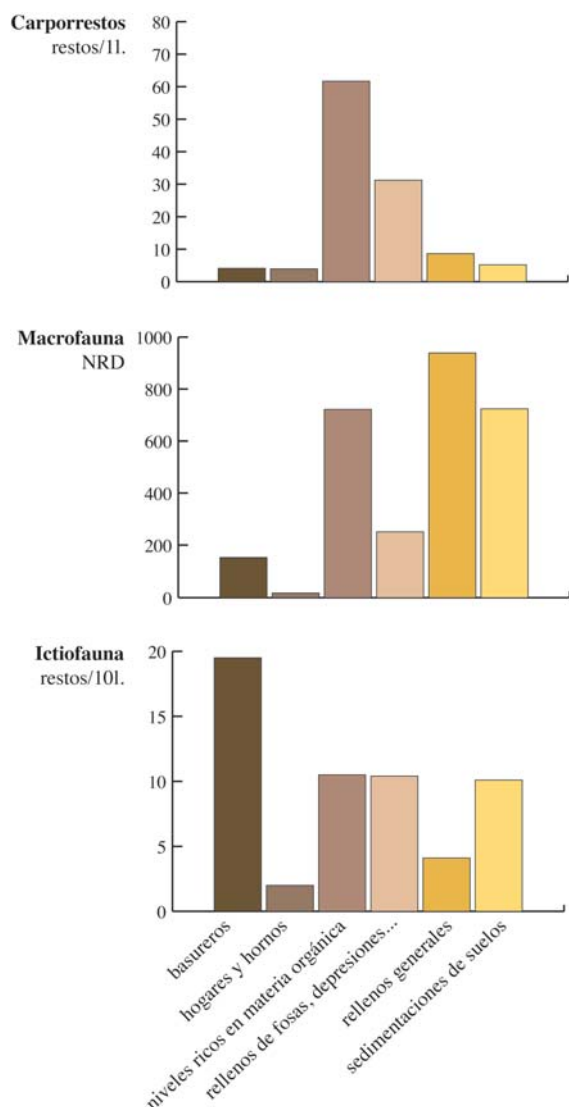 Carporrestos
restos/1l.
80
70
60
50
40
30
20
10
0
Macrofauna
NRD
1000
800
600
400
200
0
Ictiofauna
restos/10l.
20
15
10
5
0
basureros
hogares y hornos
niveles ricos en materia orgánica
rellenos de fosas, depresiones...
rellenos generales
sedimentaciones de suelos